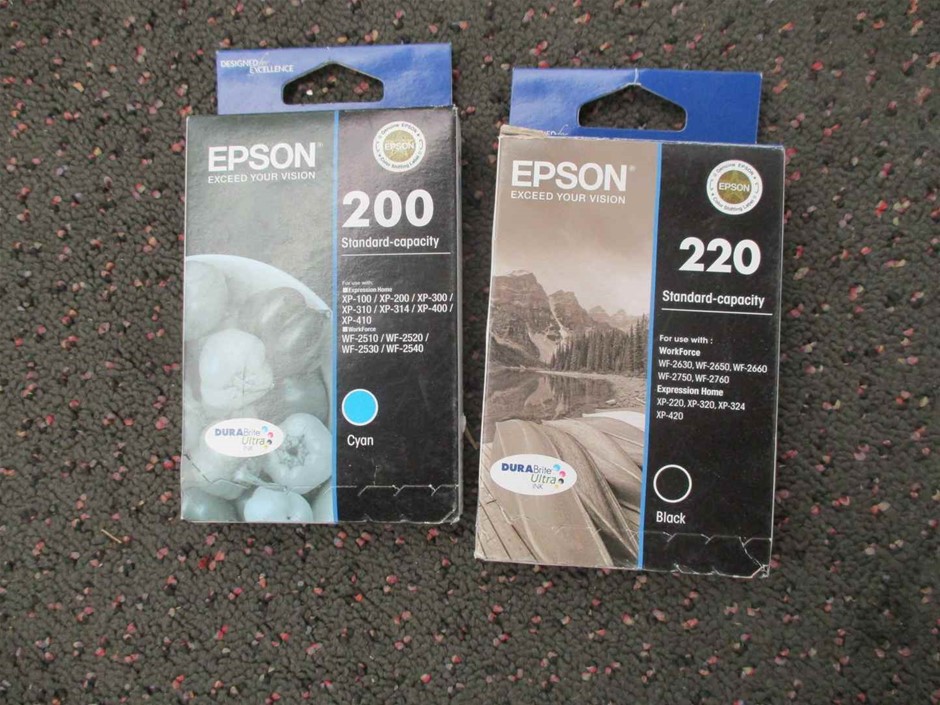 DESIGNED for
EXCELLENCE
EPSON®
EXCEED YOUR VISION
EPSON
200
Standard-capacity
For use with:
■Expression Home
XP-100 / XP-200 / XP-300 /
XP-310 / XP-314 / XP-400 /
XP-410
■WorkForce
WF-2510 / WF-2520 /
WF-2530 / WF-2540
DURABrite
Ultra
INK
Cyan
DESIGNED
EPSON®
EXCEED YOUR VISION
EPSON
220
Standard-capacity
For use with :
WorkForce
WF-2630, WF-2650, WF-2660
WF-2750, WF-2760
Expression Home
XP-220, XP-320, XP-324
XP-420
DURABrite
Ultra
INK
Black